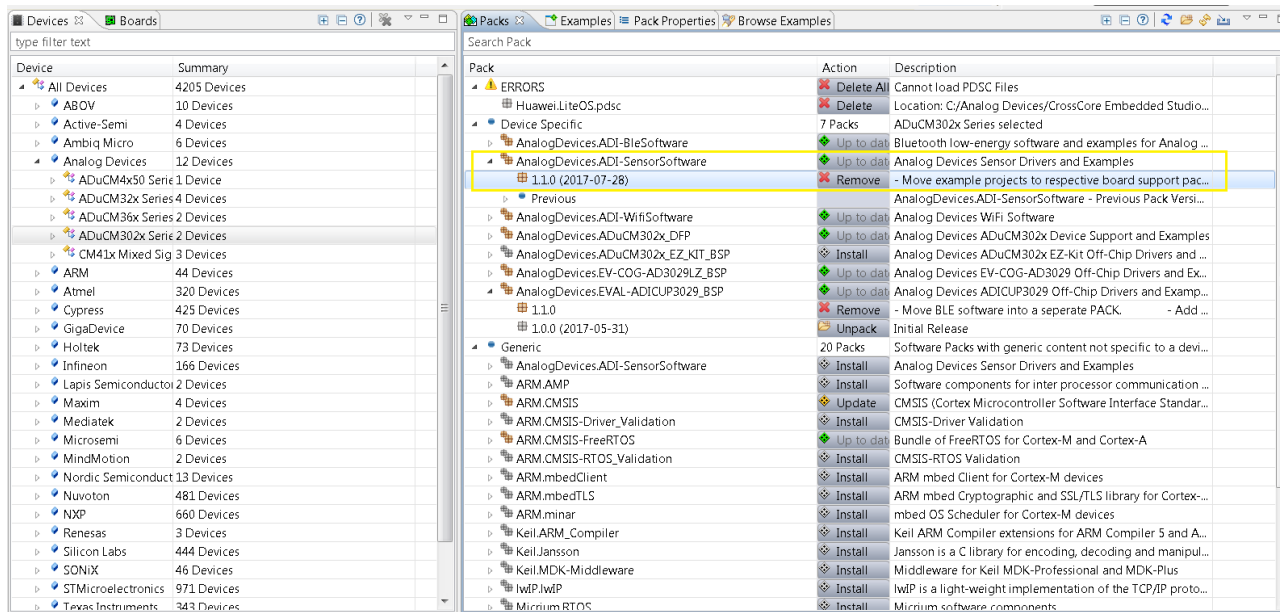 Devices
Boards
type filter text
Device Summary
All Devices 4205 Devices
ABOV 10 Devices
Active-Semi 4 Devices
Ambiq Micro 6 Devices
Analog Devices 12 Devices
ADuCM4x50 Serie 1 Device
ADuCM32x Series 4 Devices
ADuCM36x Series 2 Devices
ADuCM302x Serie 2 Devices
CM41x Mixed Sig 3 Devices
ARM 44 Devices
Atmel 320 Devices
Cypress 425 Devices
GigaDevice 70 Devices
Holtek 73 Devices
Infineon 166 Devices
Lapis Semiconductor 2 Devices
Maxim 4 Devices
Mediatek 2 Devices
Microsemi 6 Devices
MindMotion 2 Devices
Nordic Semiconduct 13 Devices
Nuvoton 481 Devices
NXP 660 Devices
Renesas 3 Devices
Silicon Labs 444 Devices
SONiX 46 Devices
STMicroelectronics 971 Devices
Texas Instruments 343 Devices
Packs
Examples
Pack Properties
Browse Examples
Search Pack
Pack Action Description
ERRORS Delete All Cannot load PDSC Files
Huawei.LiteOS.pdsc Delete Location: C:/Analog Devices/CrossCore Embedded Studio...
Device Specific 7 Packs ADuCM302x Series selected
AnalogDevices.ADI-BleSoftware Up to dat Bluetooth low-energy software and examples for Analog ...
AnalogDevices.ADI-SensorSoftware Up to dat Analog Devices Sensor Drivers and Examples
1.1.0 (2017-07-28) Remove - Move example projects to respective board support pac...
Previous AnalogDevices.ADI-SensorSoftware - Previous Pack Versi...
AnalogDevices.ADI-WifiSoftware Up to dat Analog Devices WiFi Software
AnalogDevices.ADuCM302x_DFP Up to dat Analog Devices ADuCM302x Device Support and Examples
AnalogDevices.ADuCM302x_EZ_KIT_BSP Install Analog Devices ADuCM302x EZ-Kit Off-Chip Drivers and ...
AnalogDevices.EV-COG-AD3029LZ_BSP Up to dat Analog Devices EV-COG-AD3029 Off-Chip Drivers and Ex...
AnalogDevices.EVAL-ADICUP3029_BSP Up to dat Analog Devices ADICUP3029 Off-Chip Drivers and Examp...
1.1.0 Remove - Move BLE software into a seperate PACK. - Add ...
1.0.0 (2017-05-31) Unpack Initial Release
Generic 20 Packs Software Packs with generic content not specific to a devi...
AnalogDevices.ADI-SensorSoftware Install Analog Devices Sensor Drivers and Examples
ARM.AMP Install Software components for inter processor communication ...
ARM.CMSIS Update CMSIS (Cortex Microcontroller Software Interface Standar...
ARM.CMSIS-Driver_Validation Install CMSIS-Driver Validation
ARM.CMSIS-FreeRTOS Up to dat Bundle of FreeRTOS for Cortex-M and Cortex-A
ARM.CMSIS-RTOS_Validation Install CMSIS-RTOS Validation
ARM.mbedClient Install ARM mbed Client for Cortex-M devices
ARM.mbedTLS Install ARM mbed Cryptographic and SSL/TLS library for Cortex-...
ARM.minar Install mbed OS Scheduler for Cortex-M devices
Keil.ARM_Compiler Install Keil ARM Compiler extensions for ARM Compiler 5 and A...
Keil.Jansson Install Jansson is a C library for encoding, decoding and manipul...
Keil.MDK-Middleware Install Middleware for Keil MDK-Professional and MDK-Plus
lwIP.lwIP Install lwIP is a light-weight implementation of the TCP/IP proto...
Micrium.RTOS Install Micrium software components